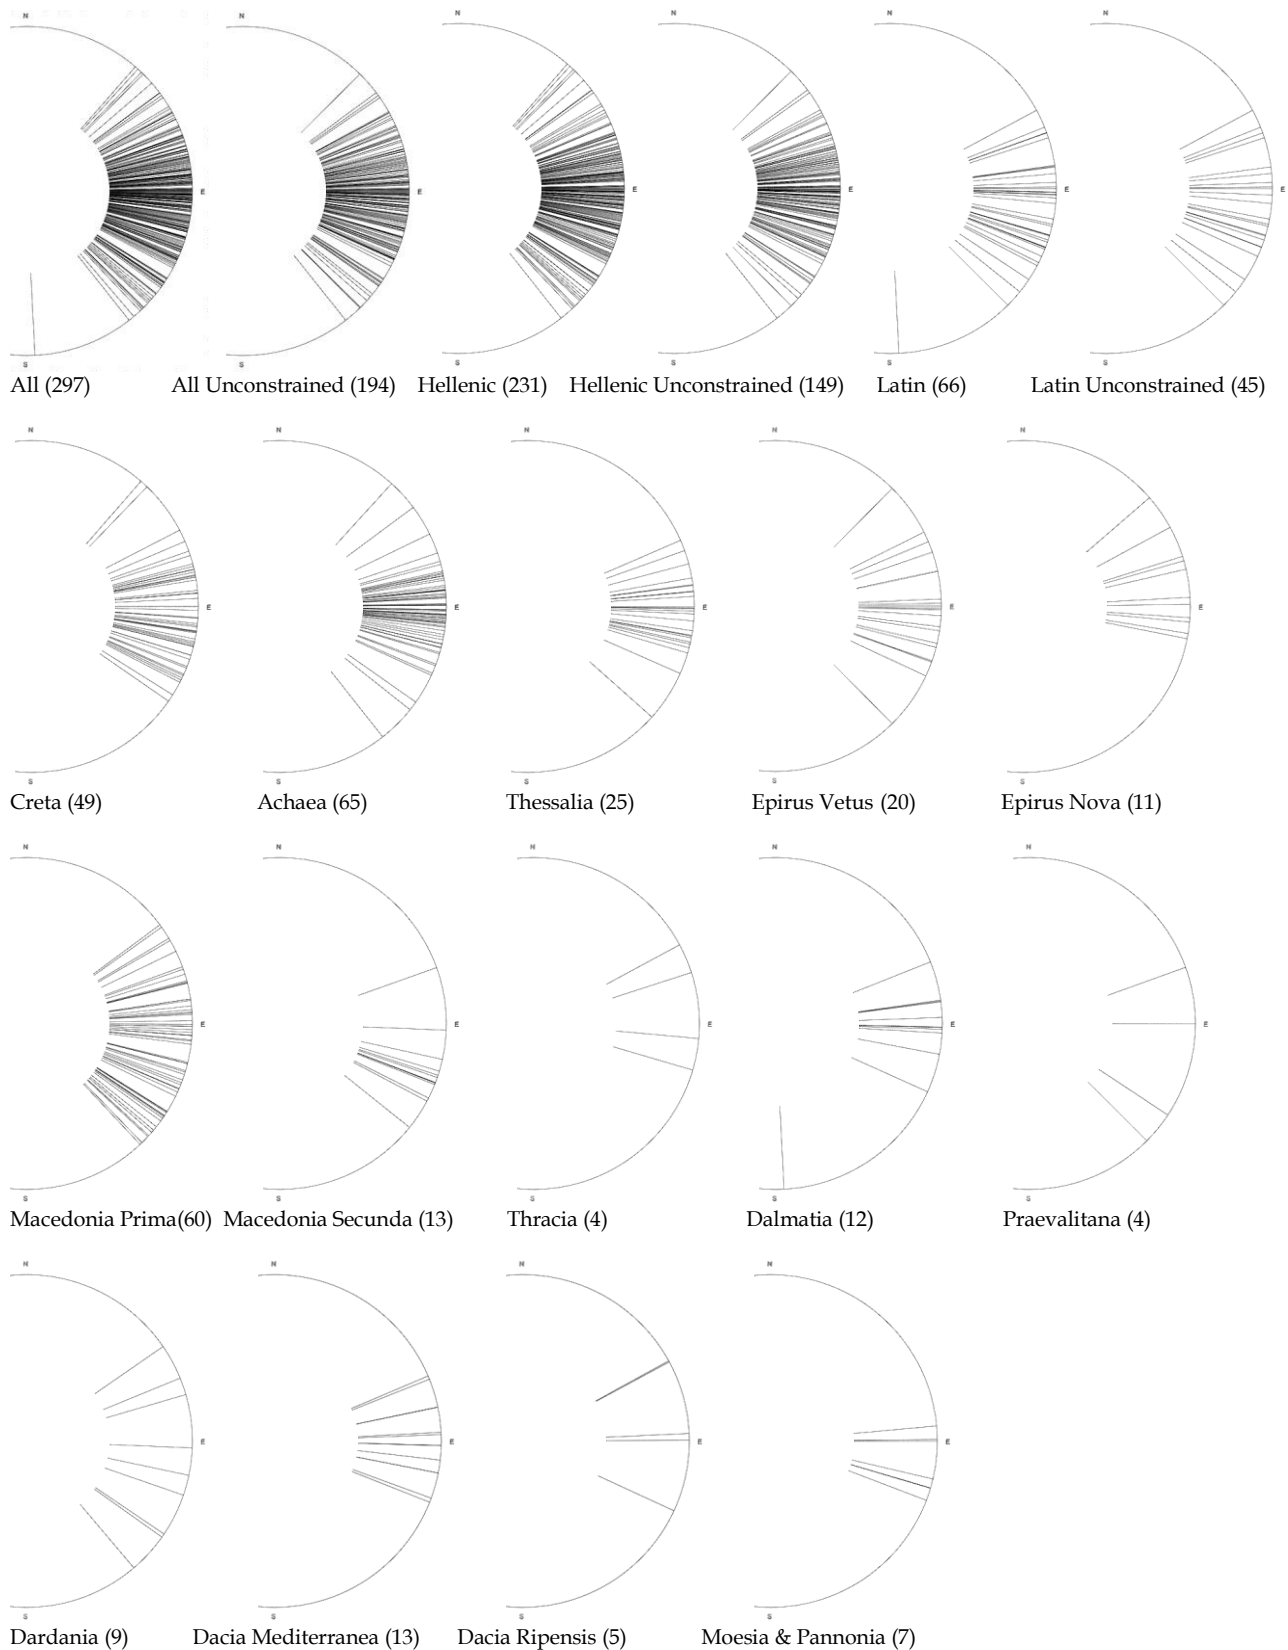 N N N N N N
E E E E E E
S S S S S S
All (297) All Unconstrained (194) Hellenic (231) Hellenic Unconstrained (149) Latin (66) Latin Unconstrained (45)
N N N N N
E E E E E
S S S S S
Creta (49) Achaea (65) Thessalia (25) Epirus Vetus (20) Epirus Nova (11)
N N N N N
E E E E E
S S S S S
Macedonia Prima(60) Macedonia Secunda (13) Thracia (4) Dalmatia (12) Praevalitana (4)
N N N N
E E E E
S S S S
Dardania (9) Dacia Mediterranea (13) Dacia Ripensis (5) Moesia & Pannonia (7)